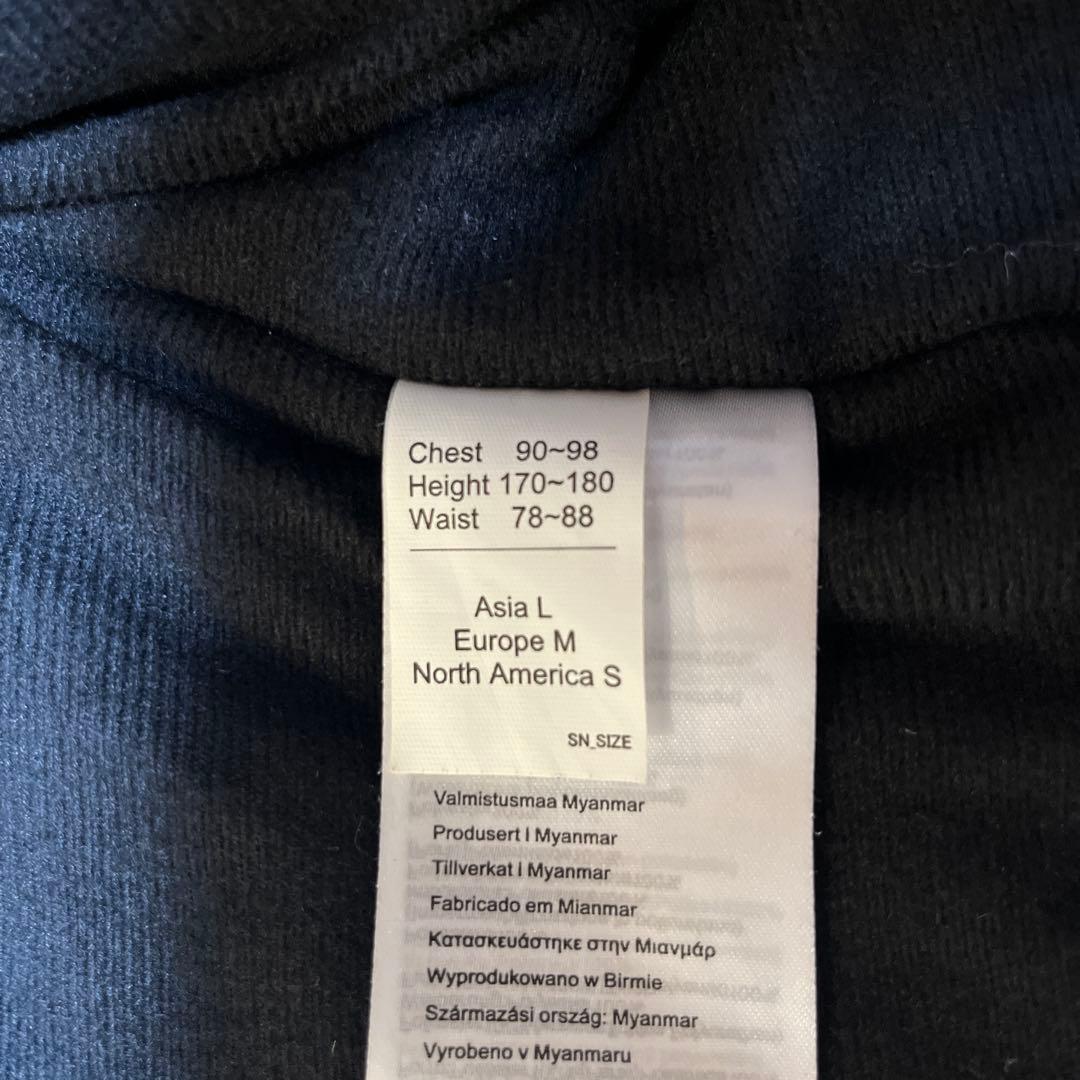 Chest 90~98
Height 170~180
Waist 78~88
Asia L
Europe M
North America S
SN_SIZE
Valmistusmaa Myanmar
Produsert I Myanmar
Tillverkat i Myanmar
Fabricado em Mianmar
Κατασκευάστηκε στην Μιανμάρ
Wyprodukowano w Birmie
Származási ország: Myanmar
Vyrobeno v Myanmaru